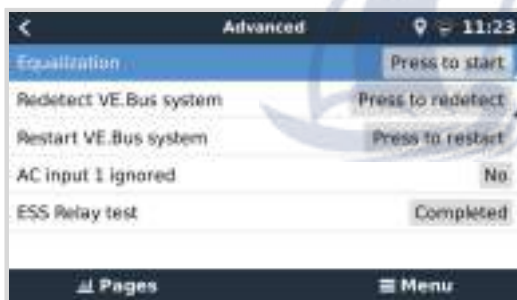 Advanced 11:23
Equalization Press to start
Redetect VE.Bus system Press to redetect
Restart VE.Bus system Press to restart
AC input 1 ignored No
ESS Relay test Completed
Pages Menu